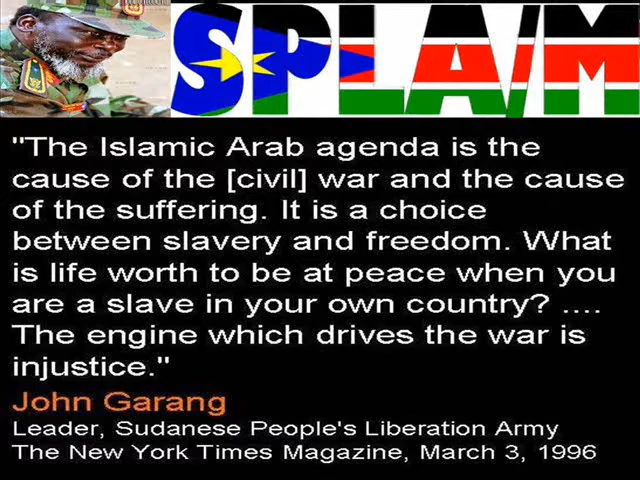 SPLA/M
"The Islamic Arab agenda is the
cause of the [civil] war and the cause
of the suffering. It is a choice
between slavery and freedom. What
is life worth to be at peace when you
are a slave in your own country? ....
The engine which drives the war is
injustice."
John Garang
Leader, Sudanese People's Liberation Army
The New York Times Magazine, March 3, 1996